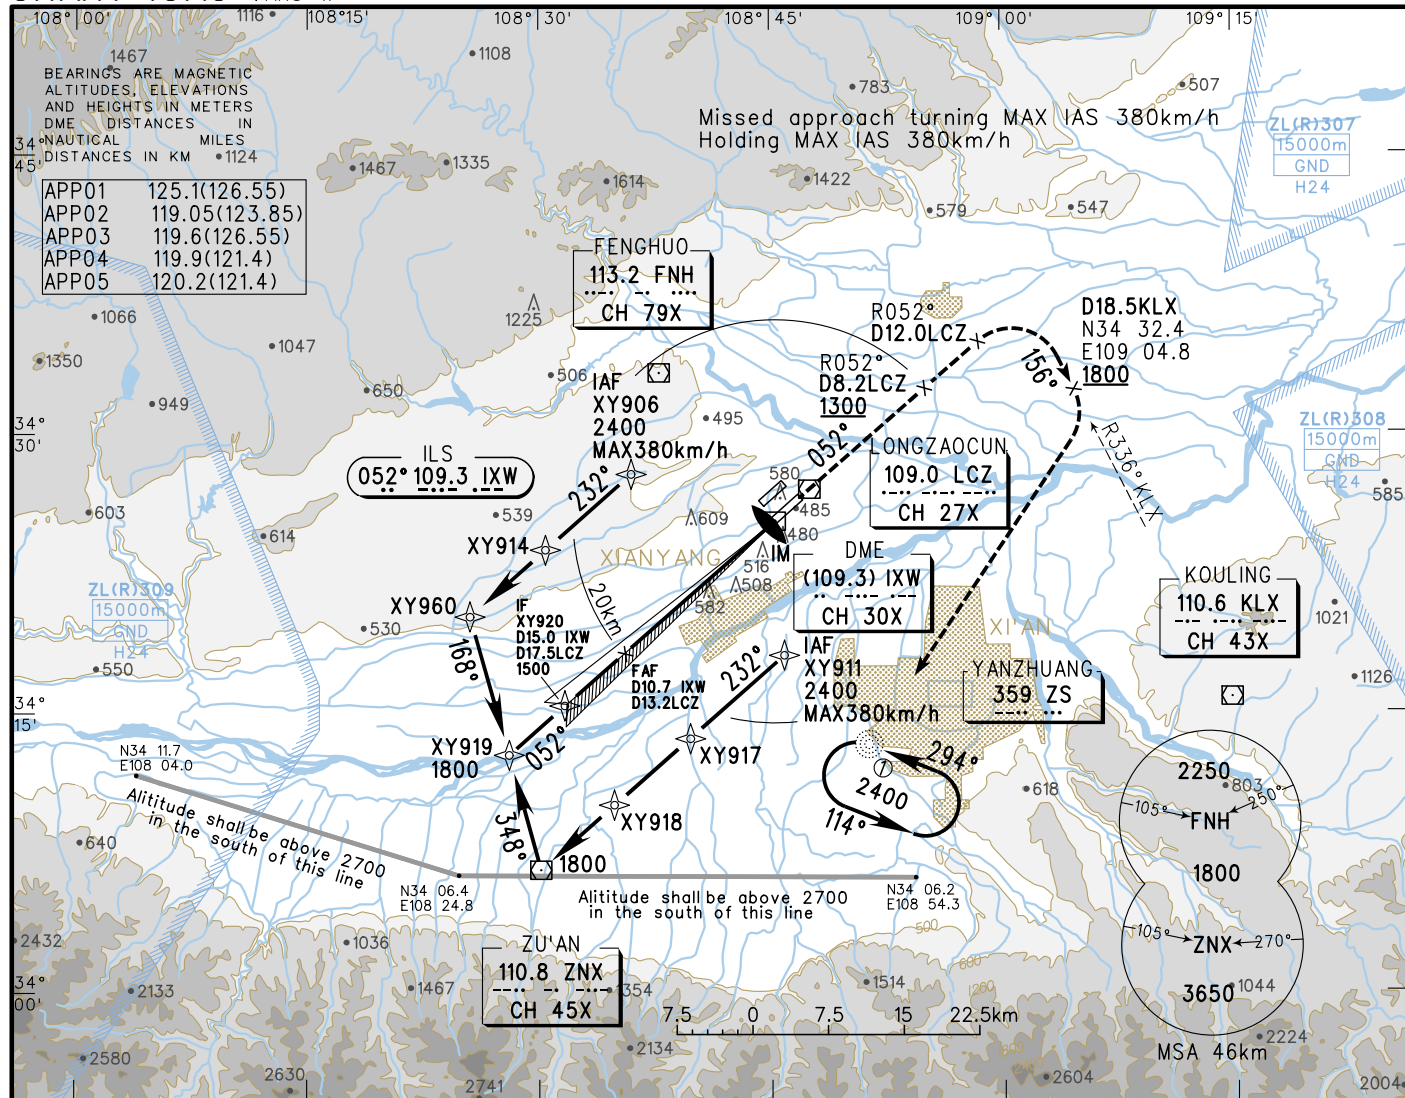 108°00'
1116
108°15'
108°30'
108°45'
109°00'
109°15'
1467
1108
783
507
BEARINGS ARE MAGNETIC
ALTITUDES, ELEVATIONS
AND HEIGHTS IN METERS
DME DISTANCES IN
NAUTICAL MILES
DISTANCES IN KM
Missed approach turning MAX IAS 380km/h
Holding MAX IAS 380km/h
ZL(R)307
15000m
GND
H24
34°
45'
1124
1467
1335
1614
1422
579
547
APP01 125.1(126.55)
APP02 119.05(123.85)
APP03 119.6(126.55)
APP04 119.9(121.4)
APP05 120.2(121.4)
FENGHUO
113.2 FNH
CH 79X
1225
1066
1047
1350
949
650
506
495
R052°
D12.0LCZ
D18.5KLX
N34 32.4
E109 04.8
1800
156°
R052°
D8.2LCZ
1300
052°
IAF
XY906
2400
MAX380km/h
232°
34°
30'
ZL(R)308
15000m
GND
H24
585
R336°KLX
ILS
052° 109.3 IXW
LONGZAOCUN
109.0 LCZ
CH 27X
580
485
480
609
539
603
614
XY914
XIANYANG
IM
516
508
582
DME
(109.3) IXW
CH 30X
KOULING
110.6 KLX
CH 43X
1021
ZL(R)309
15000m
GND
H24
XY960
530
550
168°
20km
IF
XY920
D15.0 IXW
D17.5LCZ
1500
FAF
D10.7 IXW
D13.2LCZ
232°
IAF
XY911
2400
MAX380km/h
XI'AN
YANZHUANG
359 ZS
1126
34°
15'
XY919
1800
052°
XY917
XY918
N34 11.7
E108 04.0
Alititude shall be above 2700
in the south of this line
640
348°
1800
294°
7
2400
114°
618
2250
803
105°
250°
FNH
1800
105°
ZNX
270°
3650
1044
MSA 46km
N34 06.4
E108 24.8
Alititude shall be above 2700
in the south of this line
N34 06.2
E108 54.3
500
600
2432
1036
ZU'AN
110.8 ZNX
CH 45X
1354
1514
34°
00'
2133
1467
7.5 0 7.5 15 22.5km
2580
2134
2224
2630
2741
2604
2004